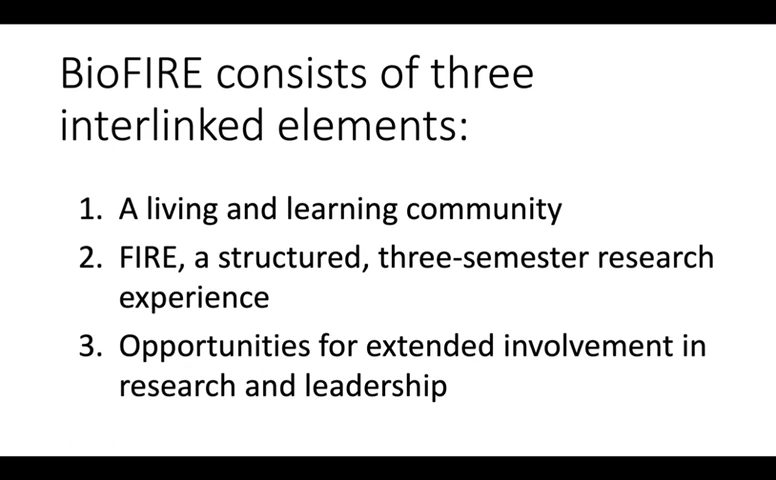 BioFIRE consists of three
interlinked elements:
1. A living and learning community
2. FIRE, a structured, three-semester research
experience
3. Opportunities for extended involvement in
research and leadership